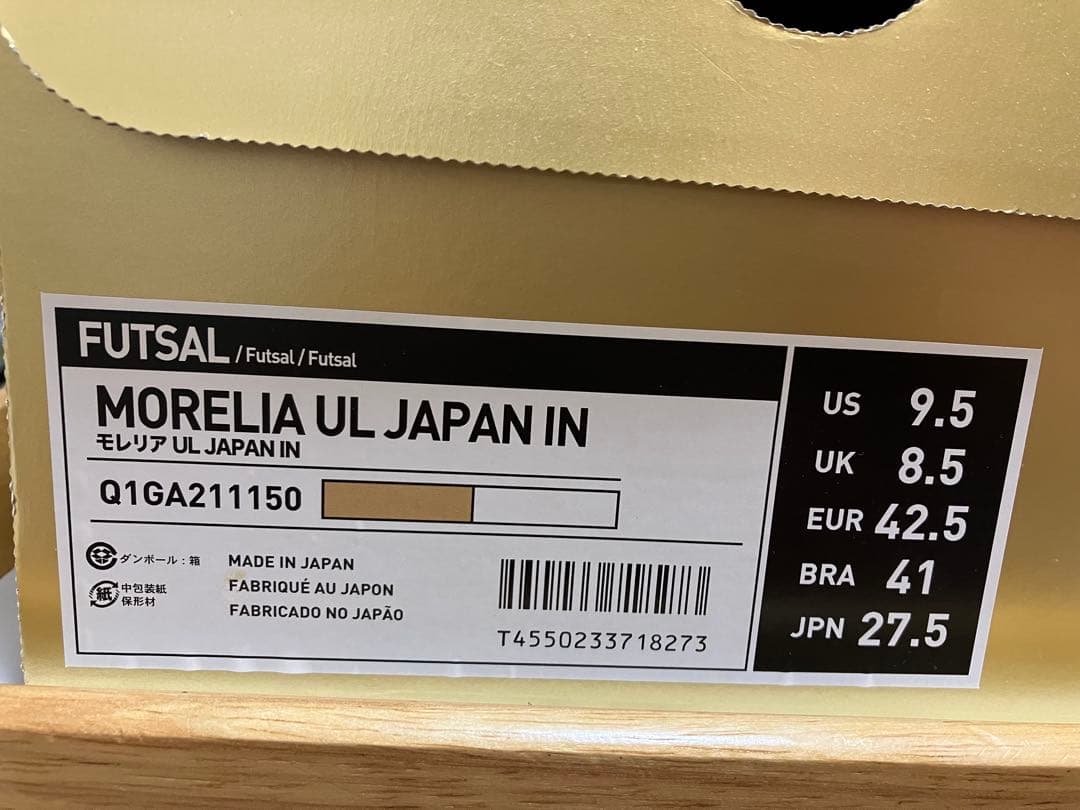 FUTSAL / Futsal / Futsal
MORELIA UL JAPAN IN
モレリア UL JAPAN IN
Q1GA211150
ダンボール：箱
紙
中包装紙
保形材
MADE IN JAPAN
FABRIQUÉ AU JAPON
FABRICADO NO JAPÃO
T4550233718273
US 9.5
UK 8.5
EUR 42.5
BRA 41
JPN 27.5